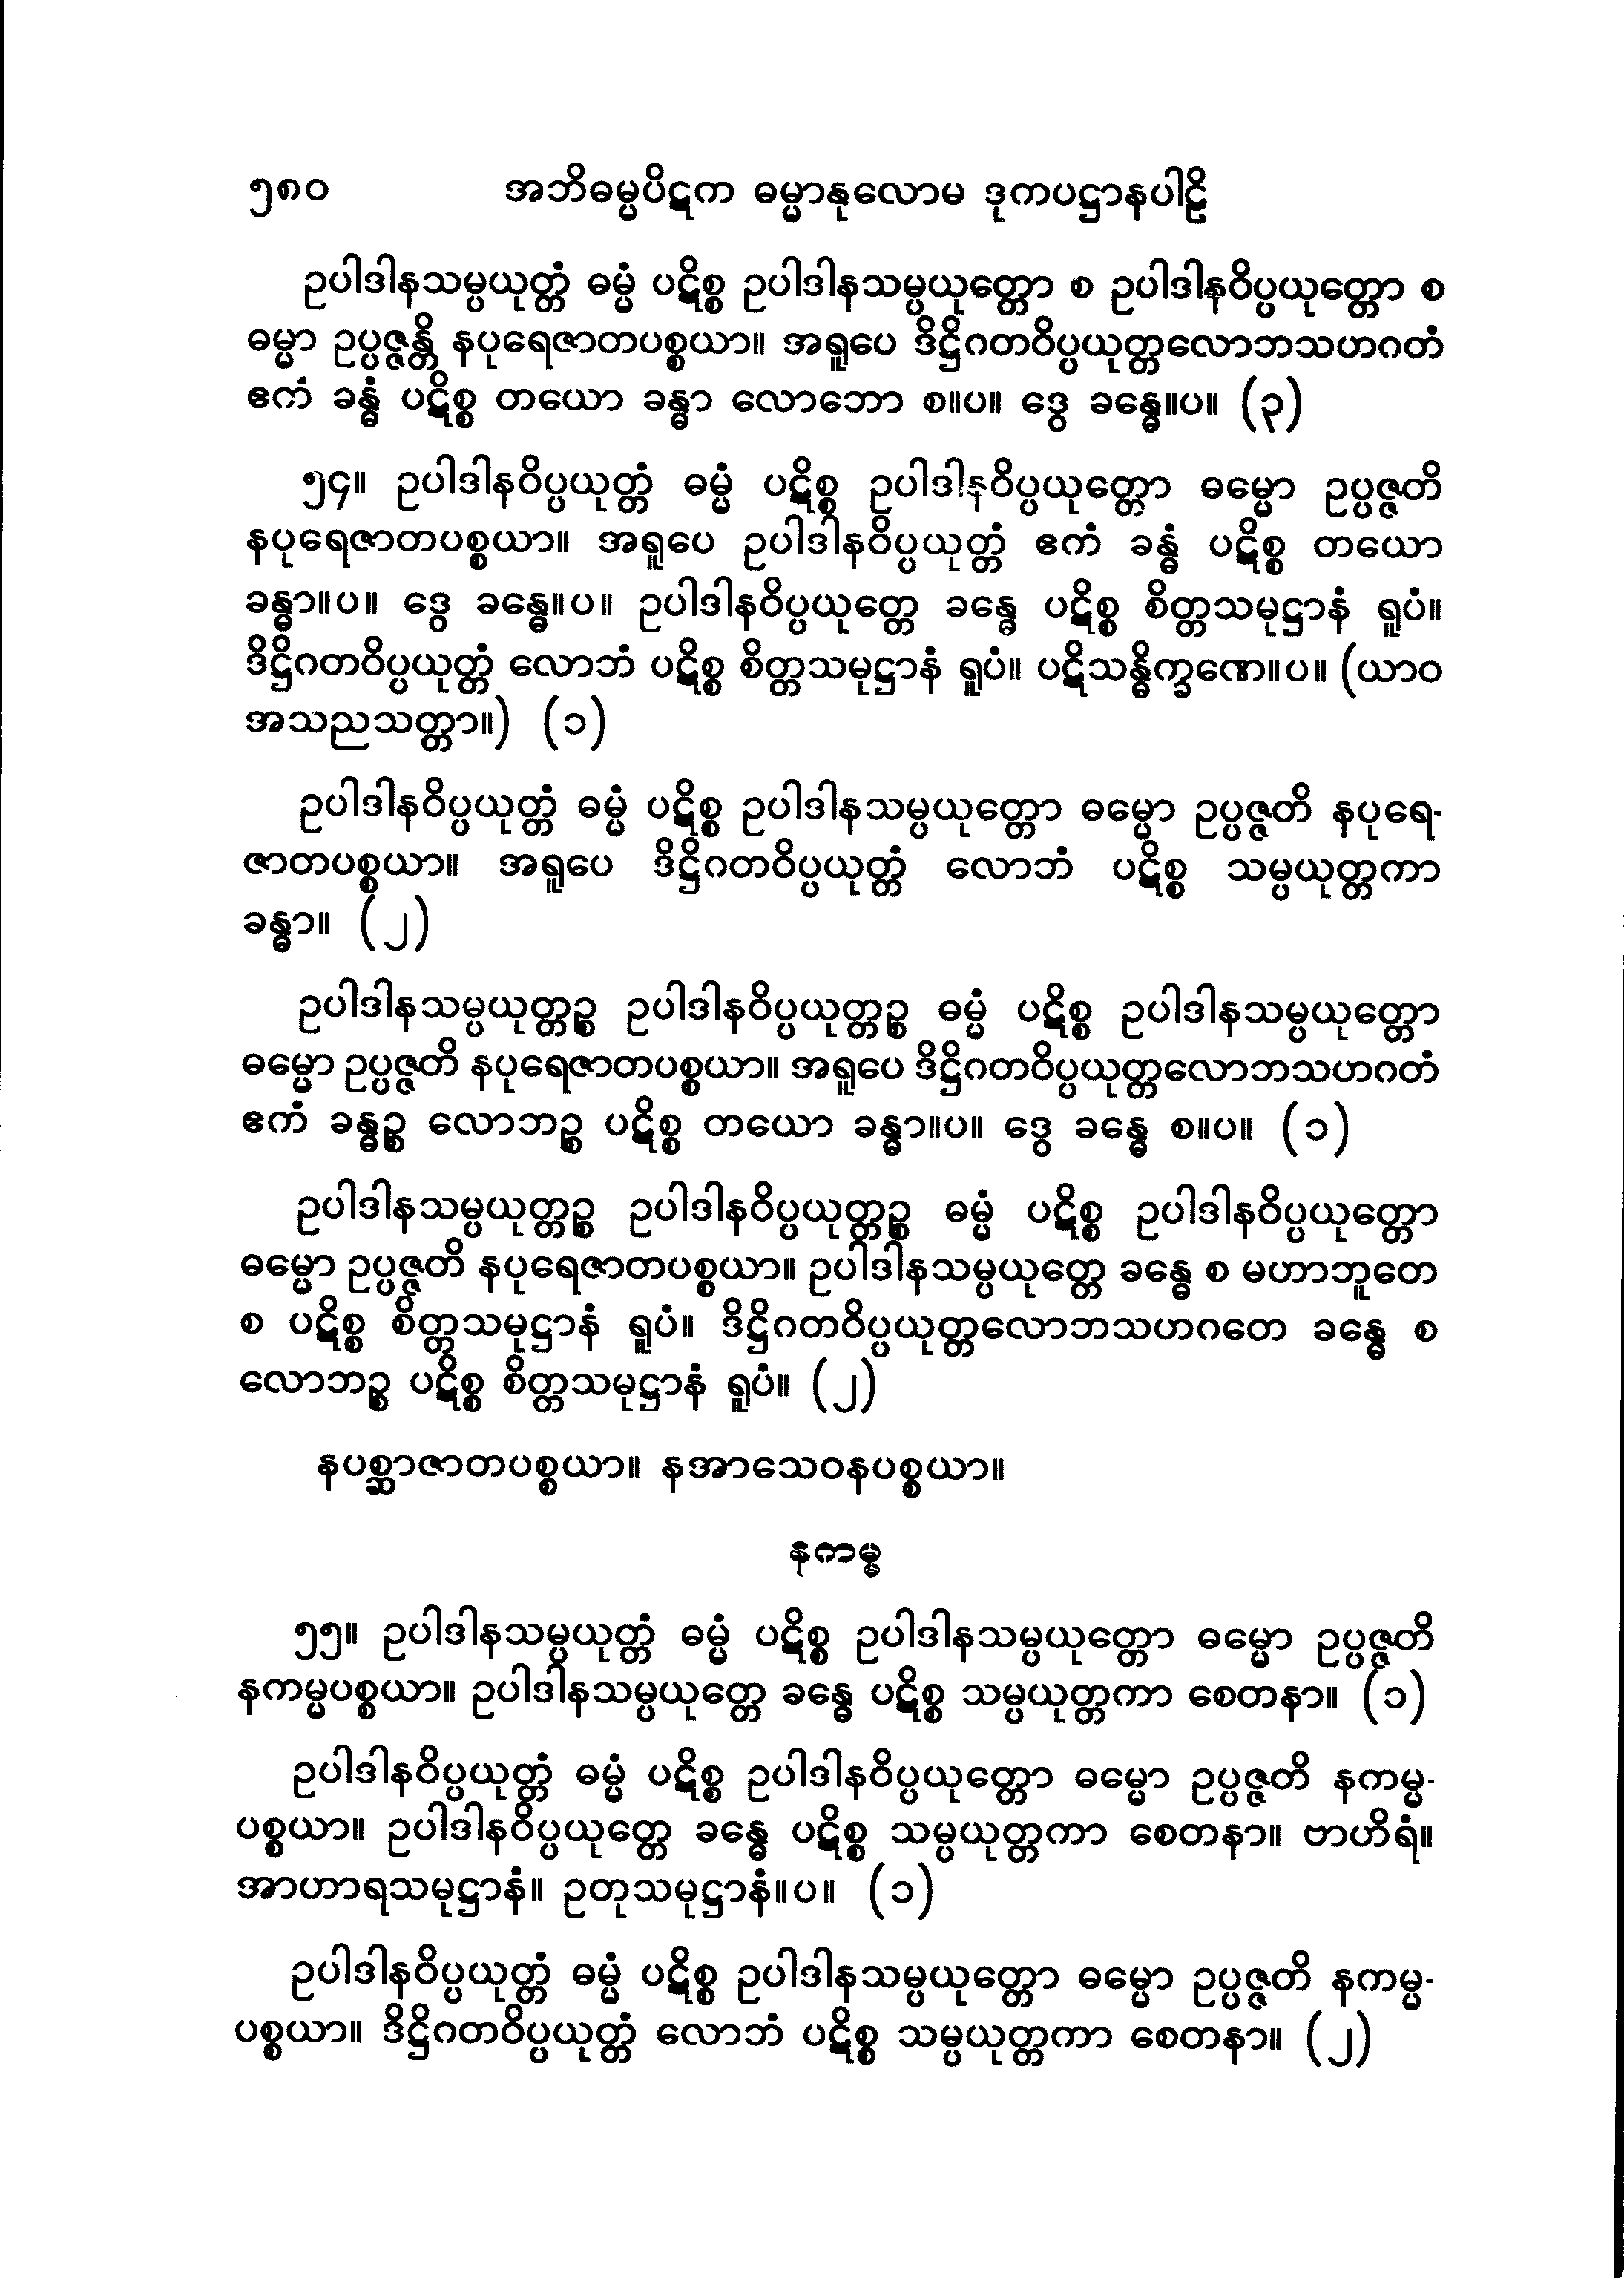 ၅၈၀ အဘိဓမ္မပိဋက ဓမ္မာနုလောမ ဒုကပဋ္ဌာနပါဠိ
ဥပါဒါနသမ္ပယုတ္တံ ဓမ္မံ ပဋိစ္စ ဥပါဒါနသမ္ပယုတ္တော စ ဥပါဒါနဝိပ္ပယုတ္တော စ
ဓမ္မာ ဥပ္ပဇ္ဇန္တိ နပုရေဇာတပစ္စယာ။ အရူပေ ဒိဋ္ဌိဂတဝိပ္ပယုတ္တလောဘသဟဂတံ
ဧကံ ခန္ဓံ ပဋိစ္စ တယော ခန္ဓာ လောဘော စ။ပ။ ဒွေ ခန္ဓေ။ပ။ (၃)
၅၄။ ဥပါဒါနဝိပ္ပယုတ္တံ ဓမ္မံ ပဋိစ္စ ဥပါဒါနဝိပ္ပယုတ္တော ဓမ္မော ဥပ္ပဇ္ဇတိ
နပုရေဇာတပစ္စယာ။ အရူပေ ဥပါဒါနဝိပ္ပယုတ္တံ ဧကံ ခန္ဓံ ပဋိစ္စ တယော
ခန္ဓာ။ပ။ ဒွေ ခန္ဓေ။ပ။ ဥပါဒါနဝိပ္ပယုတ္တေ ခန္ဓေ ပဋိစ္စ စိတ္တသမုဋ္ဌာနံ ရူပံ။
ဒိဋ္ဌိဂတဝိပ္ပယုတ္တံ လောဘံ ပဋိစ္စ စိတ္တသမုဋ္ဌာနံ ရူပံ။ ပဋိသန္ဓိက္ခဏေ။ပ။ (ယာဝ
အသညသတ္တာ။) (၁)
ဥပါဒါနဝိပ္ပယုတ္တံ ဓမ္မံ ပဋိစ္စ ဥပါဒါနသမ္ပယုတ္တော ဓမ္မော ဥပ္ပဇ္ဇတိ နပုရေ-
ဇာတပစ္စယာ။ အရူပေ ဒိဋ္ဌိဂတဝိပ္ပယုတ္တံ လောဘံ ပဋိစ္စ သမ္ပယုတ္တကာ
ခန္ဓာ။ (၂)
ဥပါဒါနသမ္ပယုတ္တဉ္စ ဥပါဒါနဝိပ္ပယုတ္တဉ္စ ဓမ္မံ ပဋိစ္စ ဥပါဒါနသမ္ပယုတ္တော
ဓမ္မော ဥပ္ပဇ္ဇတိ နပုရေဇာတပစ္စယာ။ အရူပေ ဒိဋ္ဌိဂတဝိပ္ပယုတ္တလောဘသဟဂတံ
ဧကံ ခန္ဓဉ္စ လောဘဉ္စ ပဋိစ္စ တယော ခန္ဓာ။ပ။ ဒွေ ခန္ဓေ စ။ပ။ (၁)
ဥပါဒါနသမ္ပယုတ္တဉ္စ ဥပါဒါနဝိပ္ပယုတ္တဉ္စ ဓမ္မံ ပဋိစ္စ ဥပါဒါနဝိပ္ပယုတ္တော
ဓမ္မော ဥပ္ပဇ္ဇတိ နပုရေဇာတပစ္စယာ။ ဥပါဒါနသမ္ပယုတ္တေ ခန္ဓေ စ မဟာဘူတေ
စ ပဋိစ္စ စိတ္တသမုဋ္ဌာနံ ရူပံ။ ဒိဋ္ဌိဂတဝိပ္ပယုတ္တလောဘသဟဂတေ ခန္ဓေ စ
လောဘဉ္စ ပဋိစ္စ စိတ္တသမုဋ္ဌာနံ ရူပံ။ (၂)
နပစ္ဆာဇာတပစ္စယာ။ နအာသေဝနပစ္စယာ။
နကမ္မ
၅၅။ ဥပါဒါနသမ္ပယုတ္တံ ဓမ္မံ ပဋိစ္စ ဥပါဒါနသမ္ပယုတ္တော ဓမ္မော ဥပ္ပဇ္ဇတိ
နကမ္မပစ္စယာ။ ဥပါဒါနသမ္ပယုတ္တေ ခန္ဓေ ပဋိစ္စ သမ္ပယုတ္တကာ စေတနာ။ (၁)
ဥပါဒါနဝိပ္ပယုတ္တံ ဓမ္မံ ပဋိစ္စ ဥပါဒါနဝိပ္ပယုတ္တော ဓမ္မော ဥပ္ပဇ္ဇတိ နကမ္မ-
ပစ္စယာ။ ဥပါဒါနဝိပ္ပယုတ္တေ ခန္ဓေ ပဋိစ္စ သမ္ပယုတ္တကာ စေတနာ။ ဗာဟိရံ။
အာဟာရသမုဋ္ဌာနံ။ ဥတုသမုဋ္ဌာနံ။ပ။ (၁)
ဥပါဒါနဝိပ္ပယုတ္တံ ဓမ္မံ ပဋိစ္စ ဥပါဒါနသမ္ပယုတ္တော ဓမ္မော ဥပ္ပဇ္ဇတိ နကမ္မ-
ပစ္စယာ။ ဒိဋ္ဌိဂတဝိပ္ပယုတ္တံ လောဘံ ပဋိစ္စ သမ္ပယုတ္တကာ စေတနာ။ (၂)